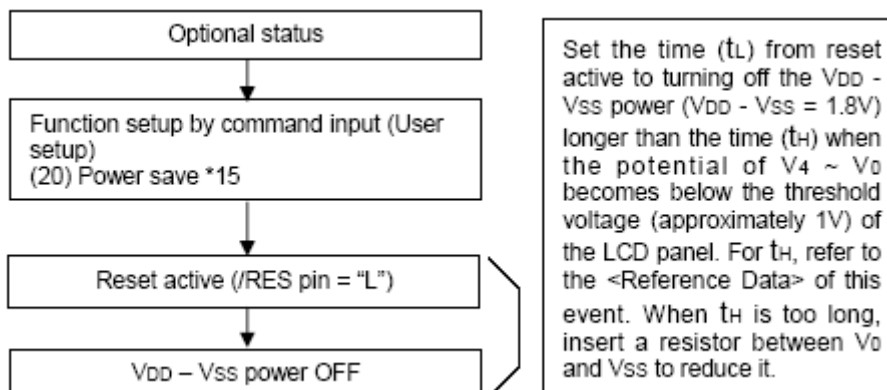 Optional status
Function setup by command input (User
setup)
(20) Power save *15
Reset active (/RES pin = “L”)
VDD – VSS power OFF
Set the time (tL) from reset
active to turning off the VDD -
VSS power (VDD - VSS = 1.8V)
longer than the time (tH) when
the potential of V4 ~ V0
becomes below the threshold
voltage (approximately 1V) of
the LCD panel. For tH, refer to
the <Reference Data> of this
event. When tH is too long,
insert a resistor between V0
and VSS to reduce it.